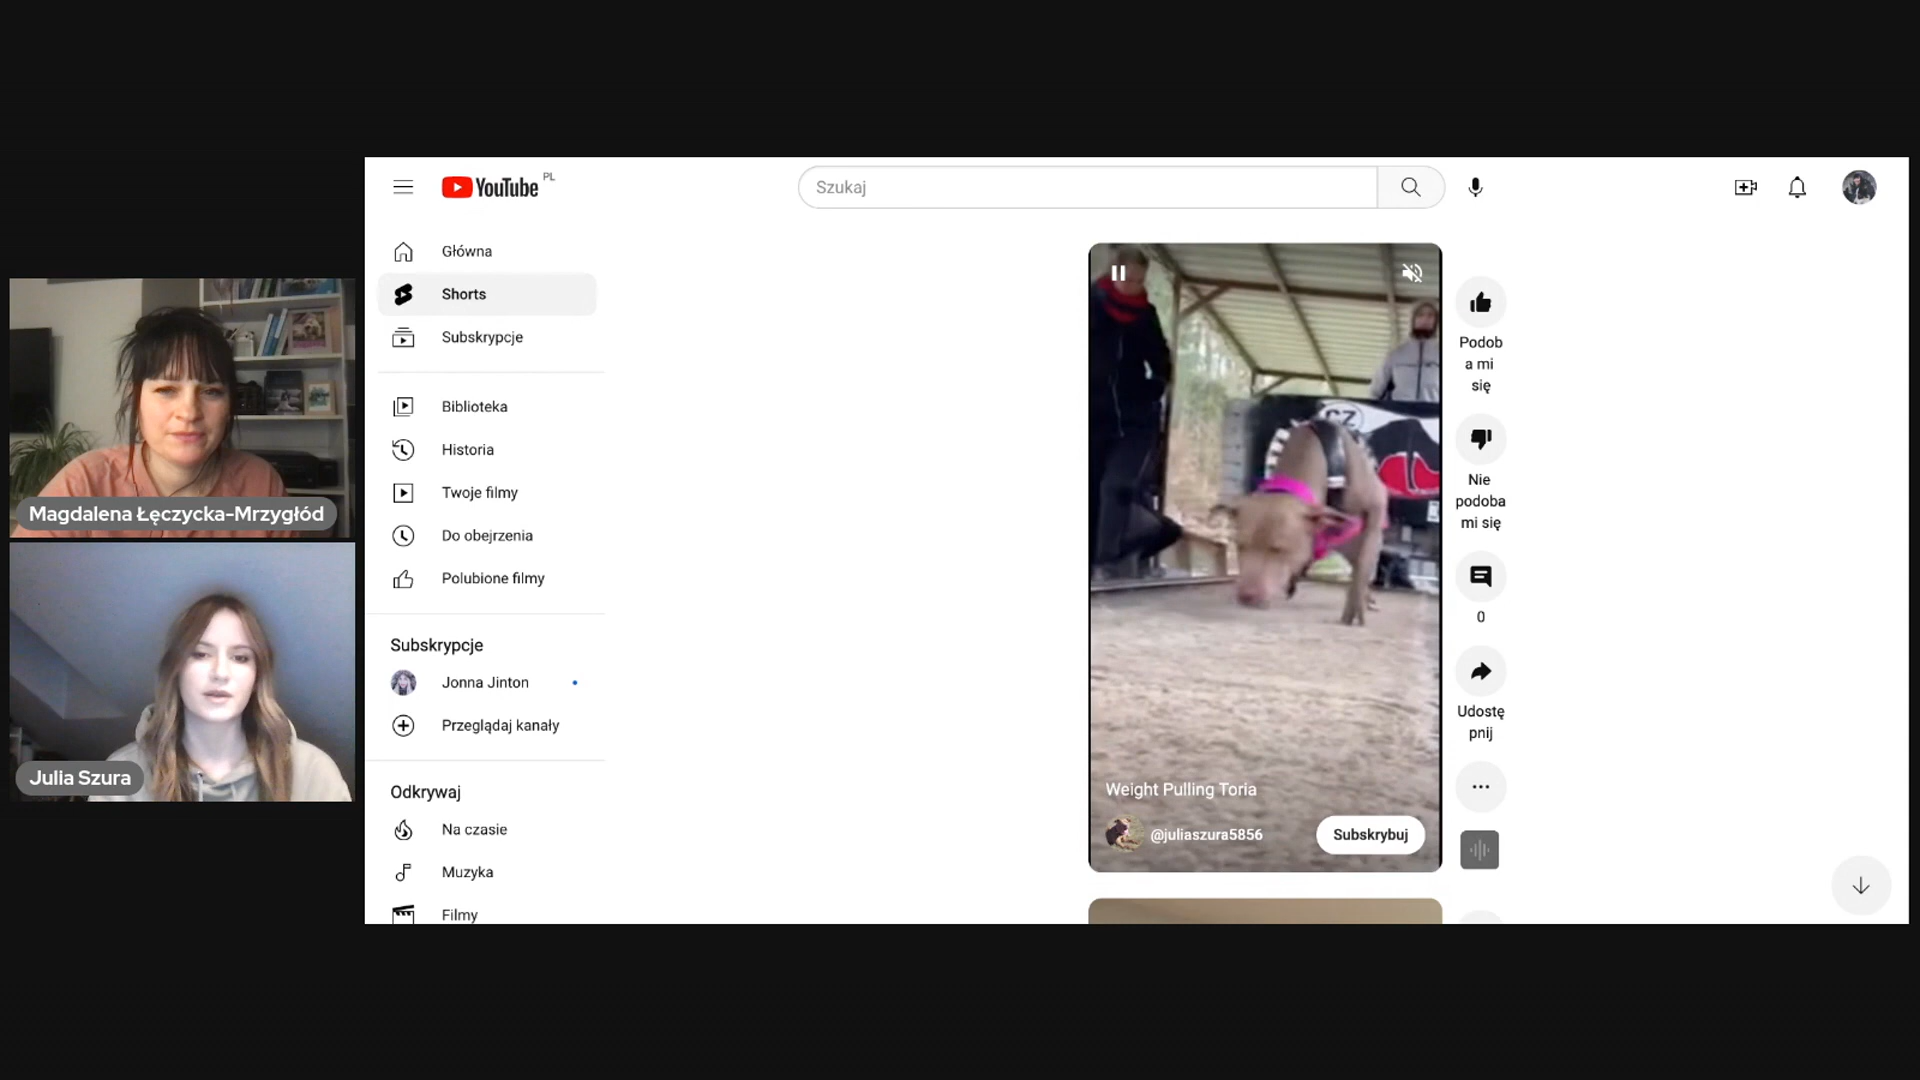 Magdalena Łęczycka-Mrzygłód
Julia Szura
YouTube PL
Szukaj
Główna
Shorts
Subskrypcje
Biblioteka
Historia
Twoje filmy
Do obejrzenia
Polubione filmy
Subskrypcje
Jonna Jinton
Przeglądaj kanały
Odkrywaj
Na czasie
Muzyka
Filmy
CZ
Weight Pulling Toria
@juliaszura5856
Subskrybuj
Podob
a mi
się
Nie
podoba
mi się
0
Udostę
pnij